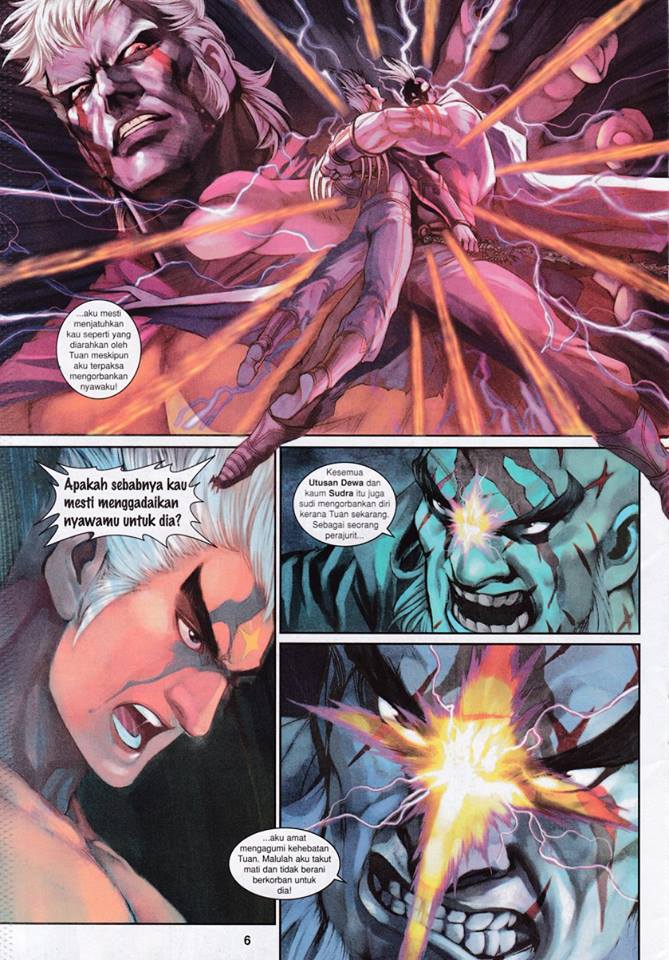 ...aku mesti
menjatuhkan
kau seperti yang
diarahkan oleh
Tuan meskipun
aku terpaksa
mengorbankan
nyawaku!
Apakah sebabnya kau
mesti menggadaikan
nyawamu untuk dia?
Kesemua
Utusan Dewa dan
kaum Sudra itu juga
sudi mengorbankan diri
kerana Tuan sekarang.
Sebagai seorang
perajurit...
...aku amat
mengagumi kehebatan
Tuan. Malulah aku takut
mati dan tidak berani
berkorban untuk
dia!
6